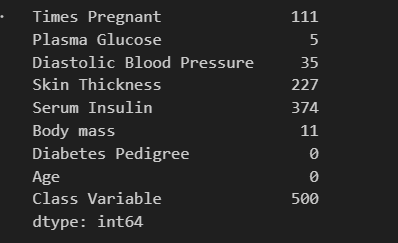 Times Pregnant 111
Plasma Glucose 5
Diastolic Blood Pressure 35
Skin Thickness 227
Serum Insulin 374
Body mass 11
Diabetes Pedigree 0
Age 0
Class Variable 500
dtype: int64